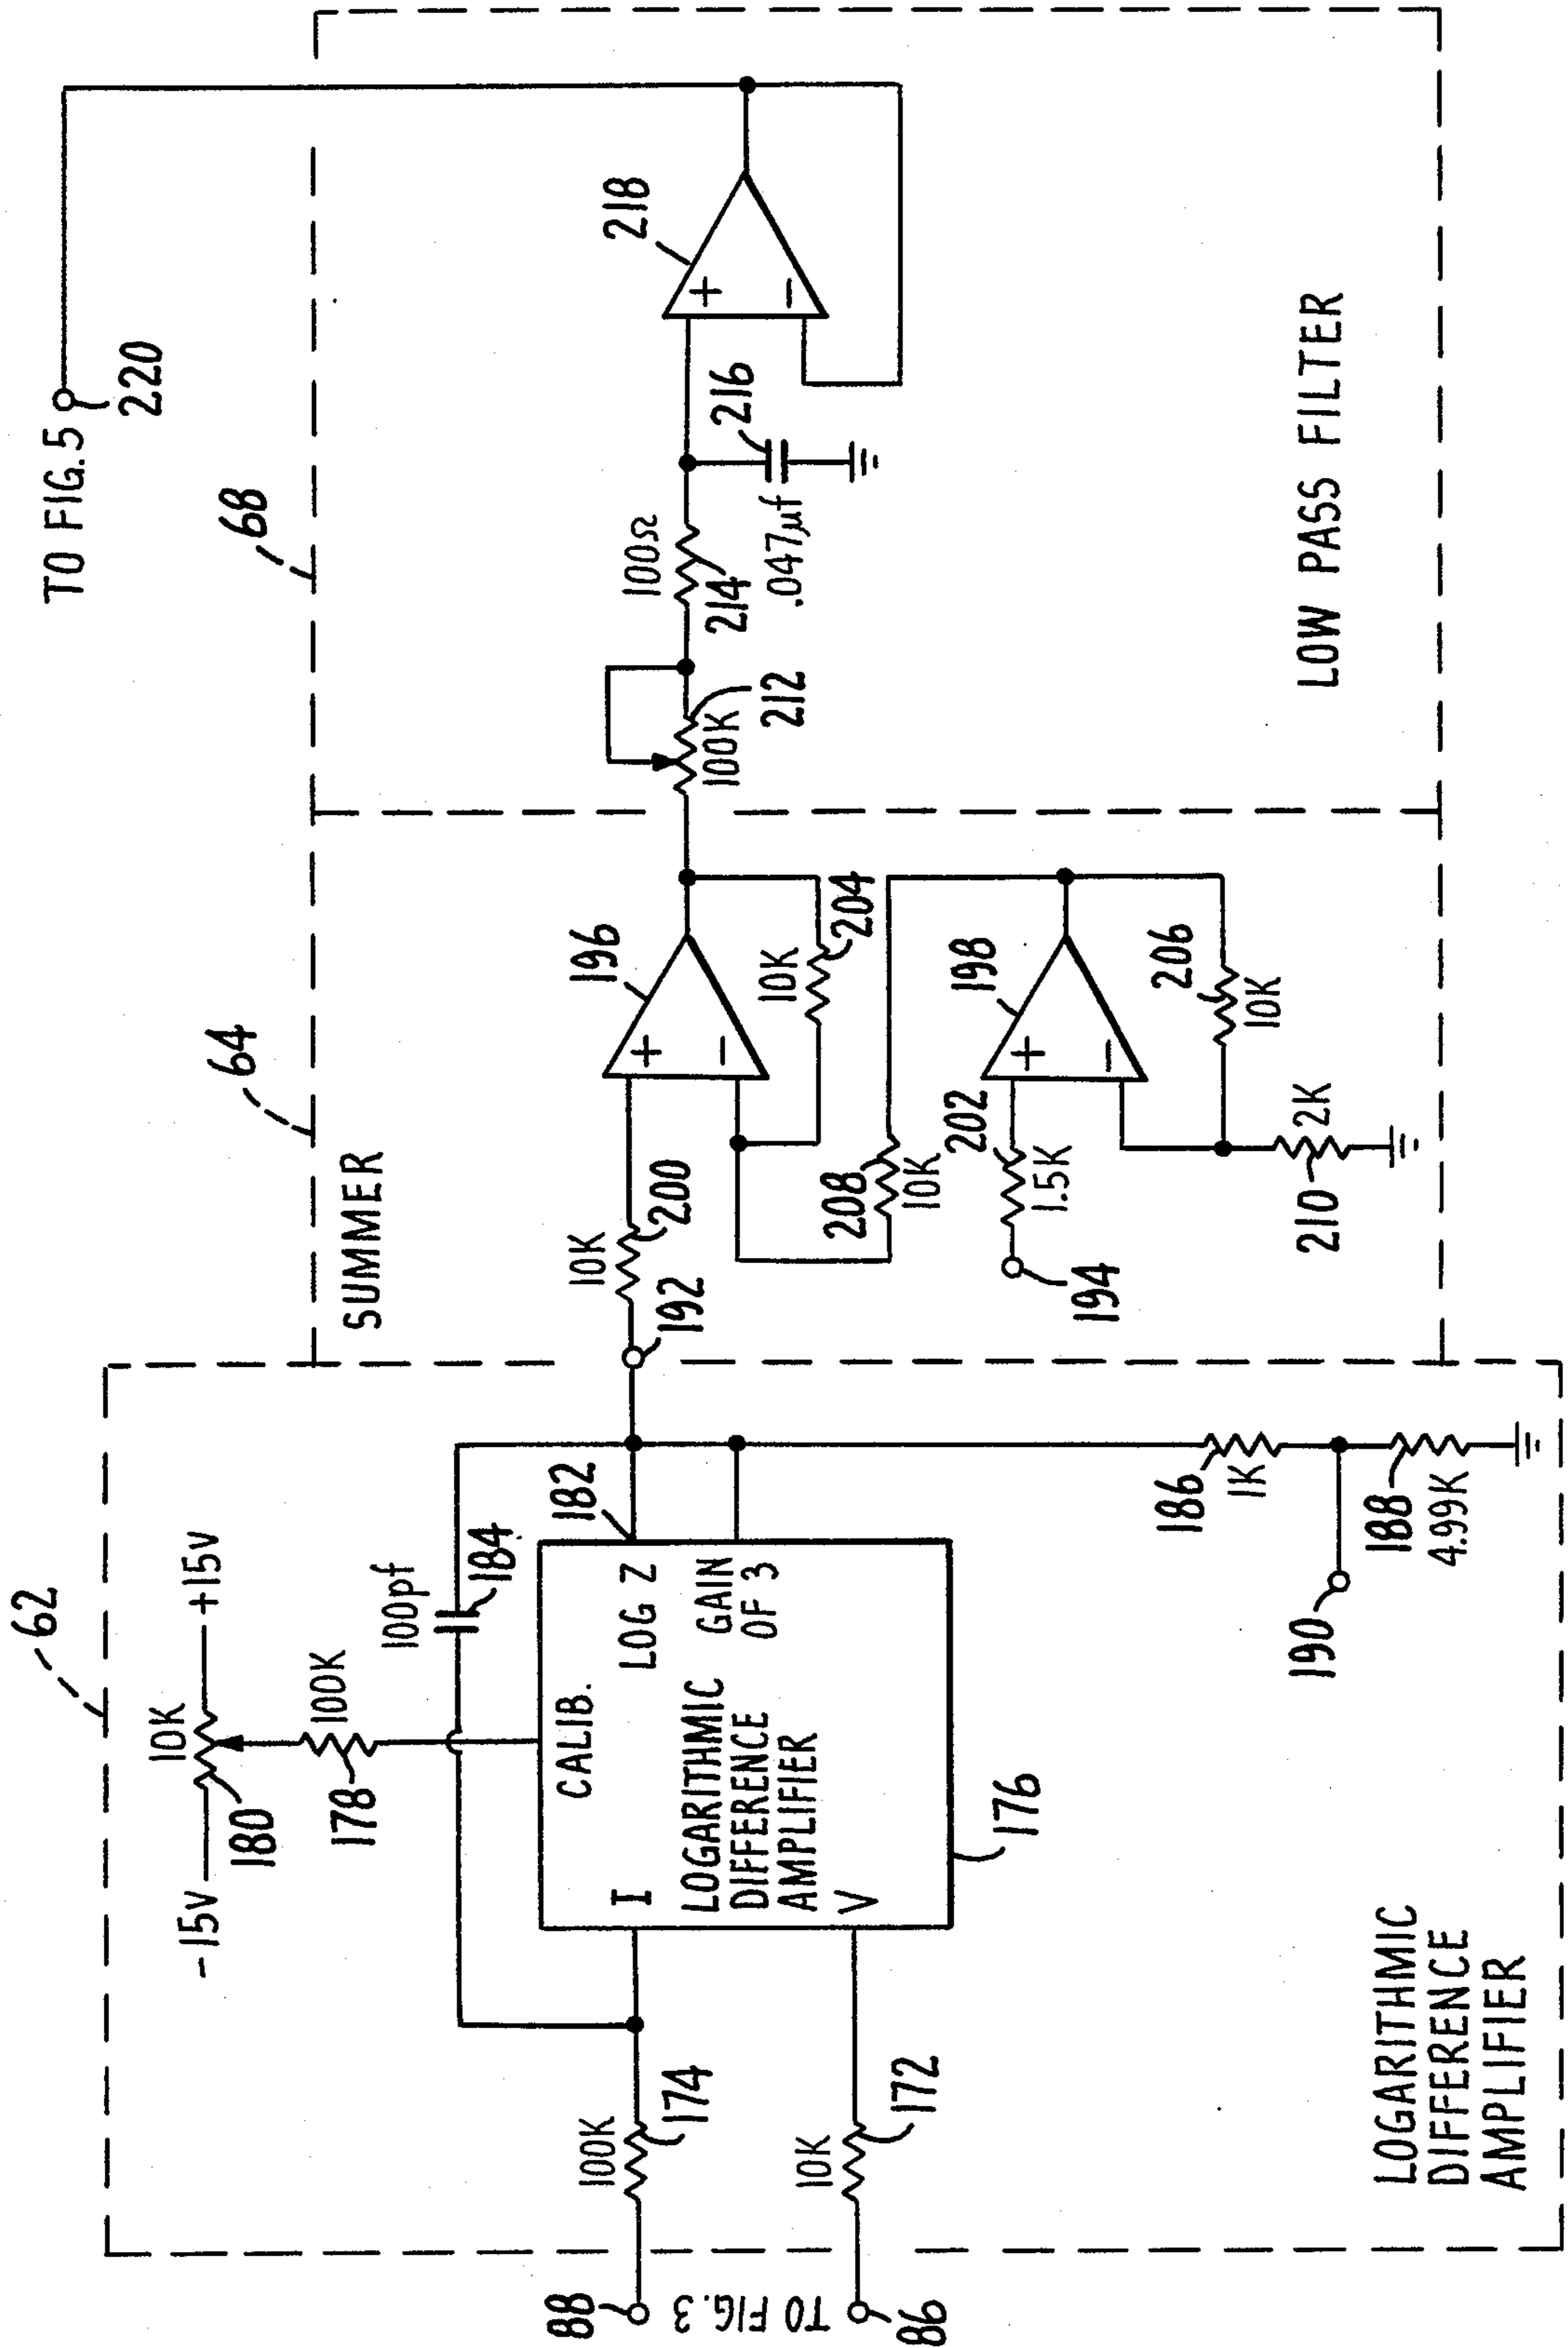 TO FIG. 5
220
68
64
SUMMER
62
-15V
10K
+15V
180
178
100K
100pf
184
CALIB.
I
LOG Z
182
GAIN
OF 3
LOGARITHMIC
DIFFERENCE
AMPLIFIER
V
176
88
100K
174
TO FIG. 3
86
10K
172
186
1K
190
188
4.99K
LOGARITHMIC
DIFFERENCE
AMPLIFIER
192
10K
200
196
+
-
10K
204
208
10K
194
202
1.5K
198
+
-
206
10K
210
2K
100K
212
100Ω
214
216
.047µf
218
+
-
LOW PASS FILTER